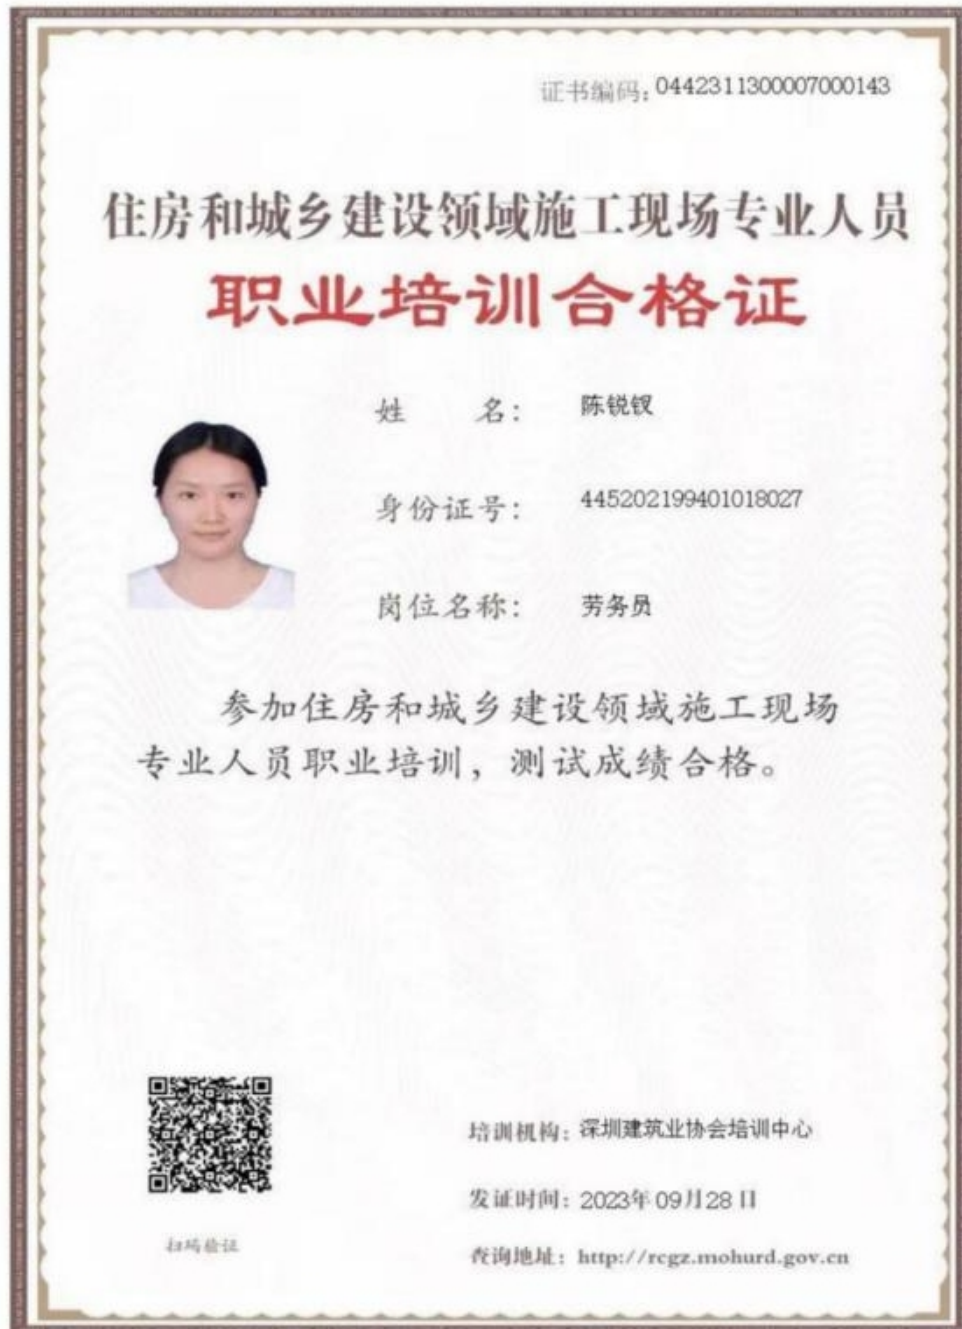 证书编码: 0442311300007000143
住房和城乡建设领域施工现场专业人员
职业培训合格证
姓 名: 陈锐钗
身份证号: 445202199401018027
岗位名称: 劳务员
参加住房和城乡建设领域施工现场
专业人员职业培训，测试成绩合格。
培训机构: 深圳建筑业协会培训中心
发证时间: 2023年09月28日
扫码验证
查询地址: http://rcgz.mohurd.gov.cn